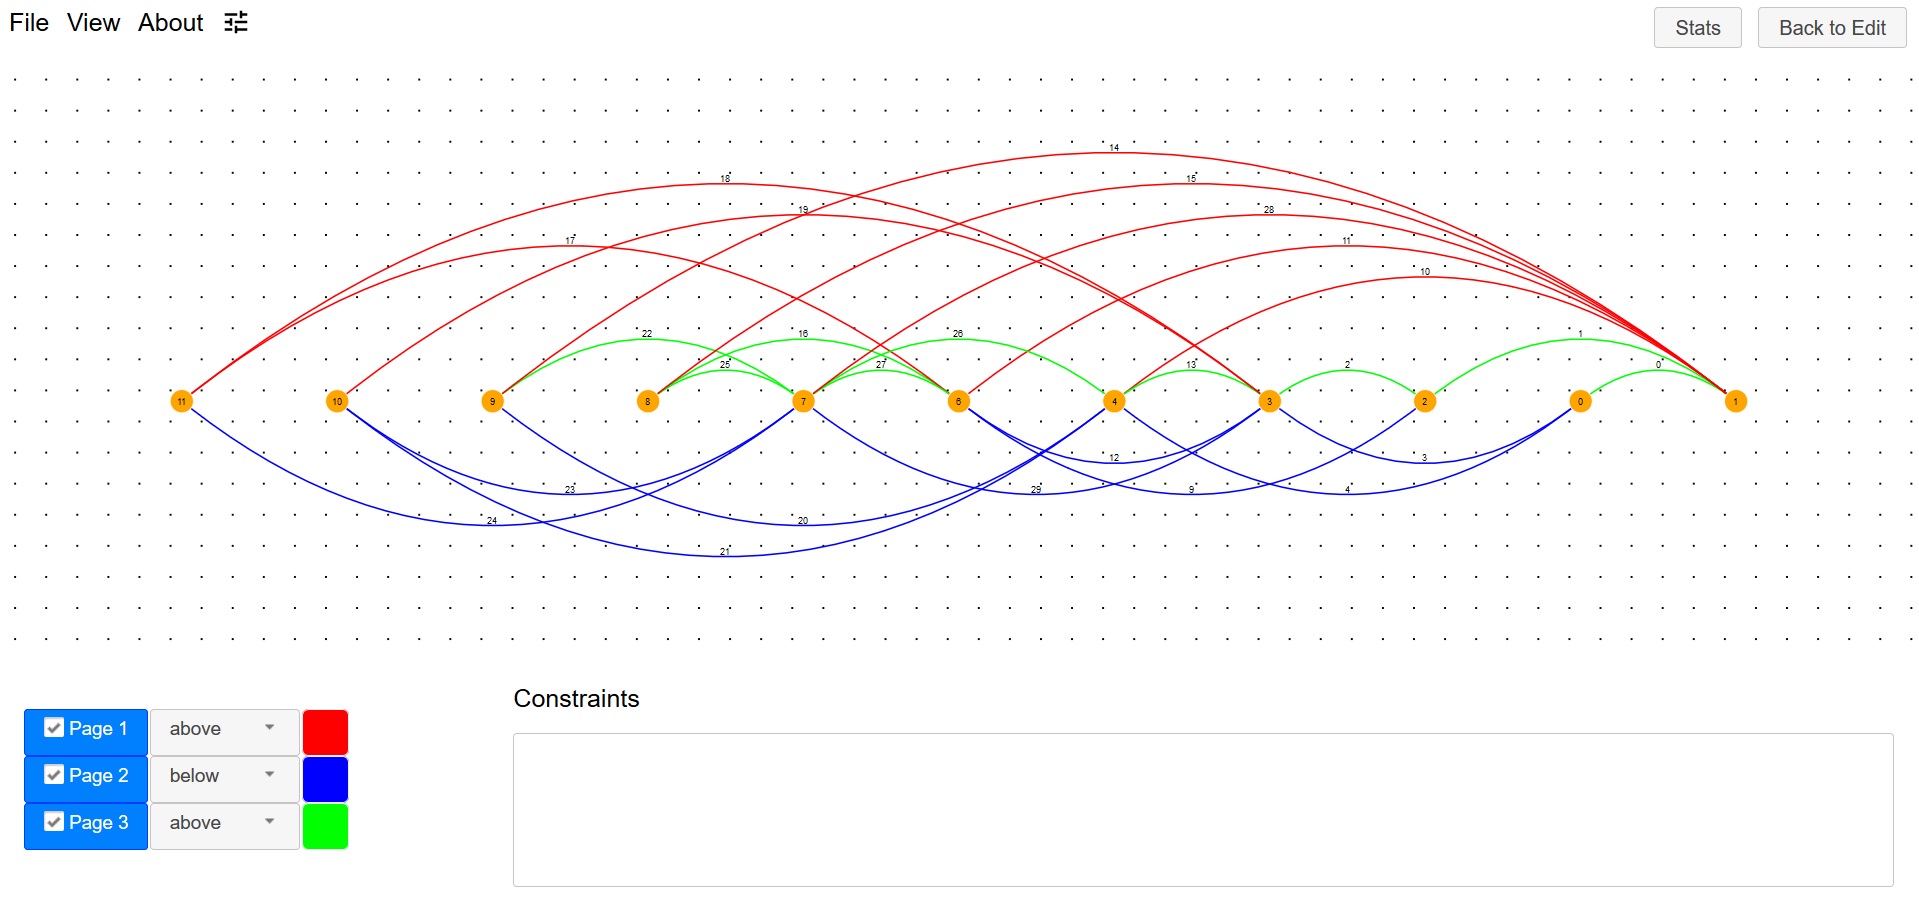 File View About Stats Back to Edit
14
18 15
19 28
17 11
10
22 16 26 1
25 27 13 2 0
11 10 9 8 7 6 4 3 2 0 1
12 3
23 29 9 4
24 20
21
Constraints
Page 1 above
Page 2 below
Page 3 above